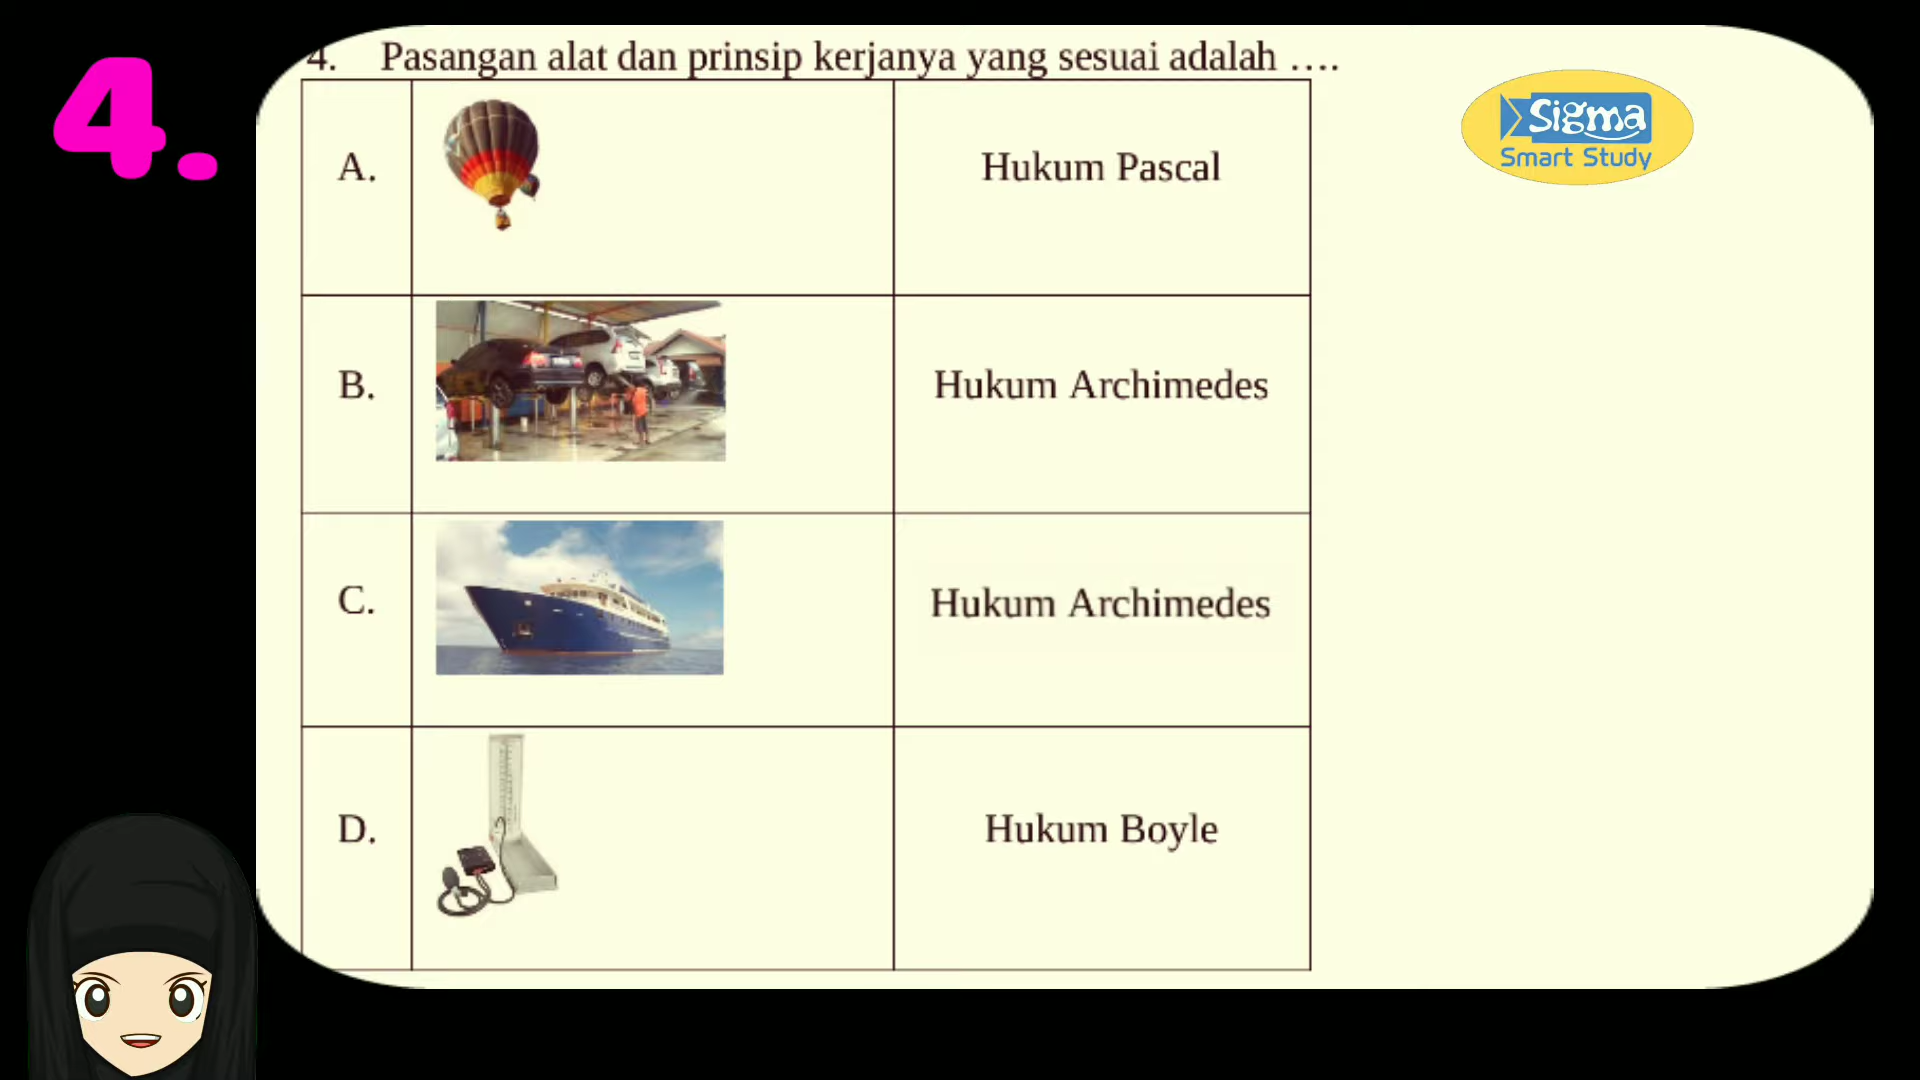 4.
4. Pasangan alat dan prinsip kerjanya yang sesuai adalah ….
Sigma
Smart Study
A. Hukum Pascal
B. Hukum Archimedes
C. Hukum Archimedes
D. Hukum Boyle